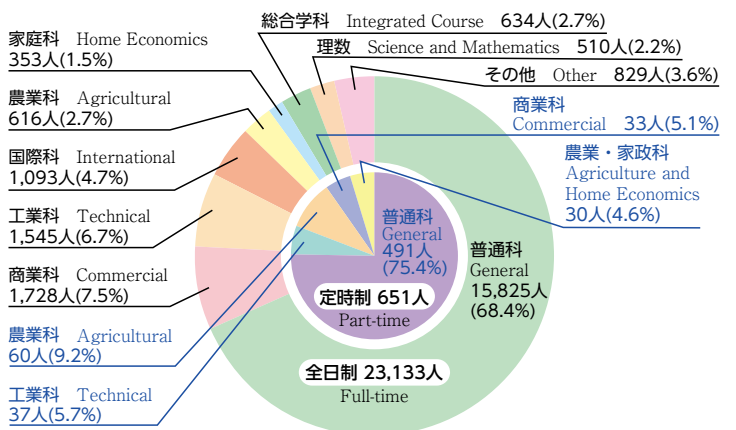 総合学科 Integrated Course 634人(2.7%)
理数 Science and Mathematics 510人(2.2%)
その他 Other 829人(3.6%)
家庭科 Home Economics
353人(1.5%)
農業科 Agricultural
616人(2.7%)
国際科 International
1,093人(4.7%)
工業科 Technical
1,545人(6.7%)
商業科 Commercial
1,728人(7.5%)
農業科 Agricultural
60人(9.2%)
工業科 Technical
37人(5.7%)
商業科
Commercial 33人(5.1%)
農業・家政科
Agriculture and
Home Economics
30人(4.6%)
普通科
General
491人
(75.4%)
定時制 651人
Part-time
普通科
General
15,825人
(68.4%)
全日制 23,133人
Full-time